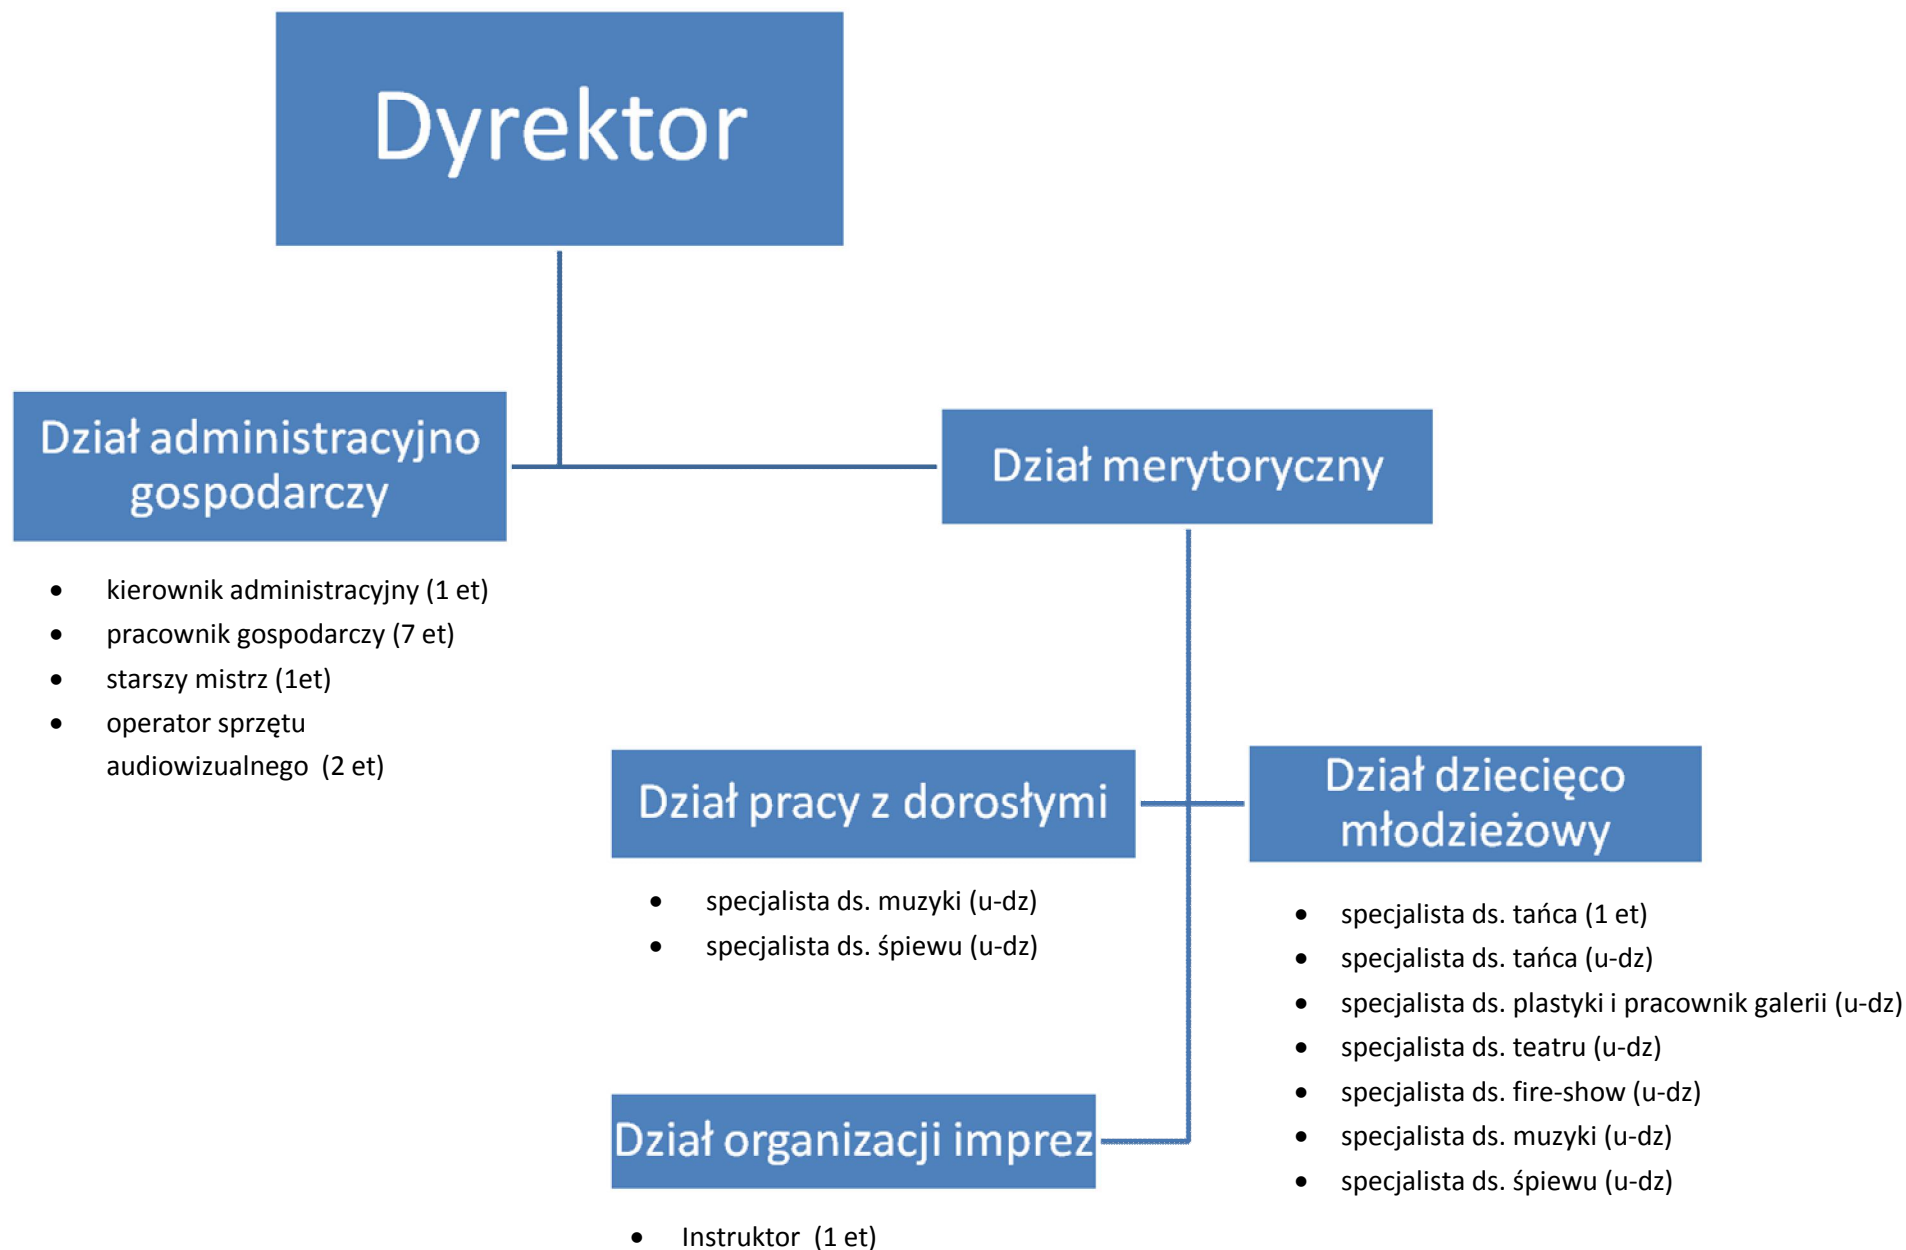 Dyrektor
Dział administracyjno
gospodarczy
• kierownik administracyjny (1 et)
• pracownik gospodarczy (7 et)
• starszy mistrz (1et)
• operator sprzętu
audiowizualnego  (2 et)
Dział merytoryczny
Dział pracy z dorosłymi
• specjalista ds. muzyki (u-dz)
• specjalista ds. śpiewu (u-dz)
Dział dziecięco
młodzieżowy
• specjalista ds. tańca (1 et)
• specjalista ds. tańca (u-dz)
• specjalista ds. plastyki i pracownik galerii (u-dz)
• specjalista ds. teatru (u-dz)
• specjalista ds. fire-show (u-dz)
• specjalista ds. muzyki (u-dz)
• specjalista ds. śpiewu (u-dz)
Dział organizacji imprez
• Instruktor  (1 et)